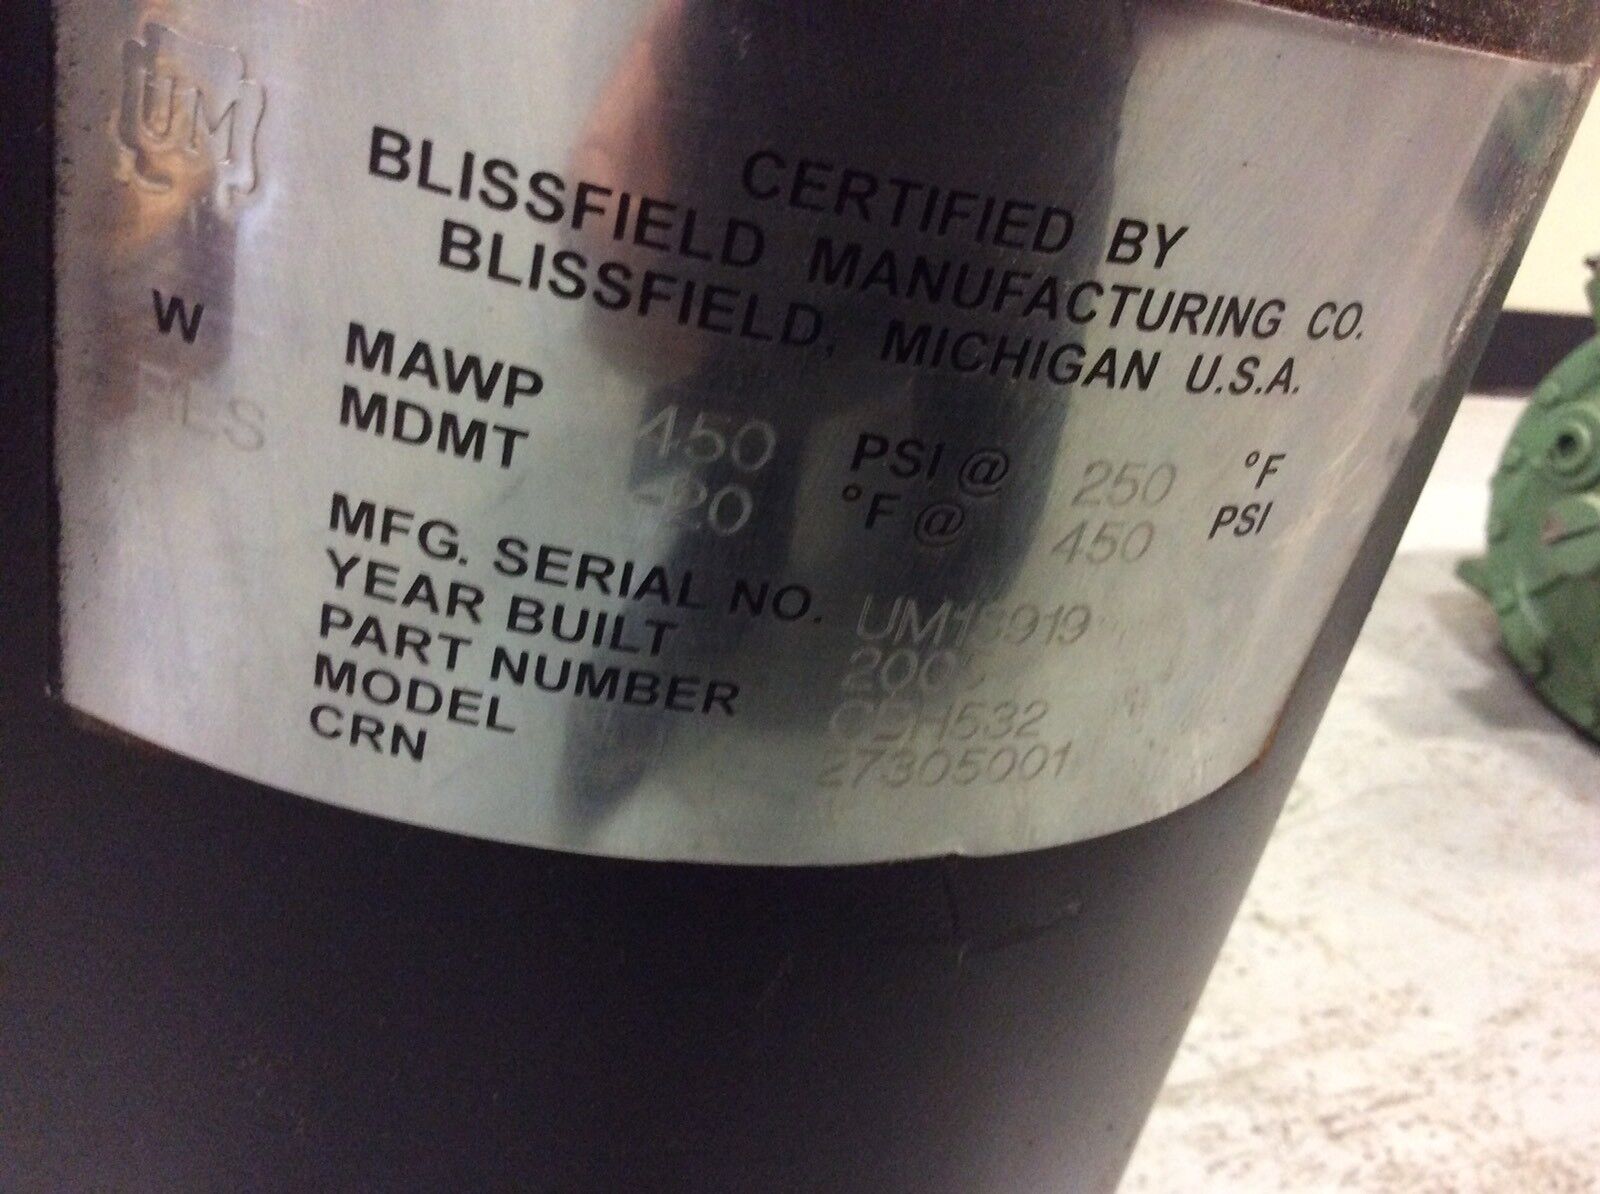 UM
CERTIFIED BY
BLISSFIELD MANUFACTURING CO.
BLISSFIELD, MICHIGAN U.S.A.
W
MAWP 450 PSI @ 250 °F
MDMT -20 °F @ 450 PSI
MFG. SERIAL NO.
YEAR BUILT
PART NUMBER
MODEL 27305001
CRN